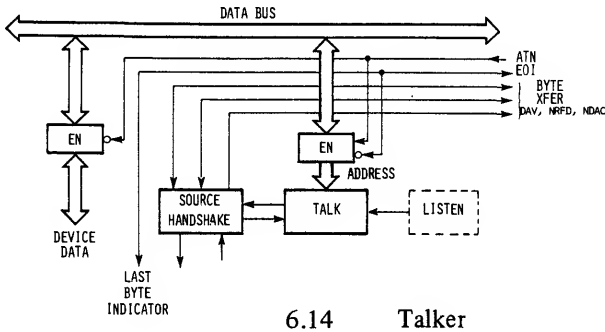 DATA BUS
ATN
EOI
BYTE
XFER
DAV, NRFD, NDAC
EN
EN
ADDRESS
SOURCE
HANDSHAKE
TALK
LISTEN
DEVICE
DATA
LAST
BYTE
INDICATOR
6.14 Talker